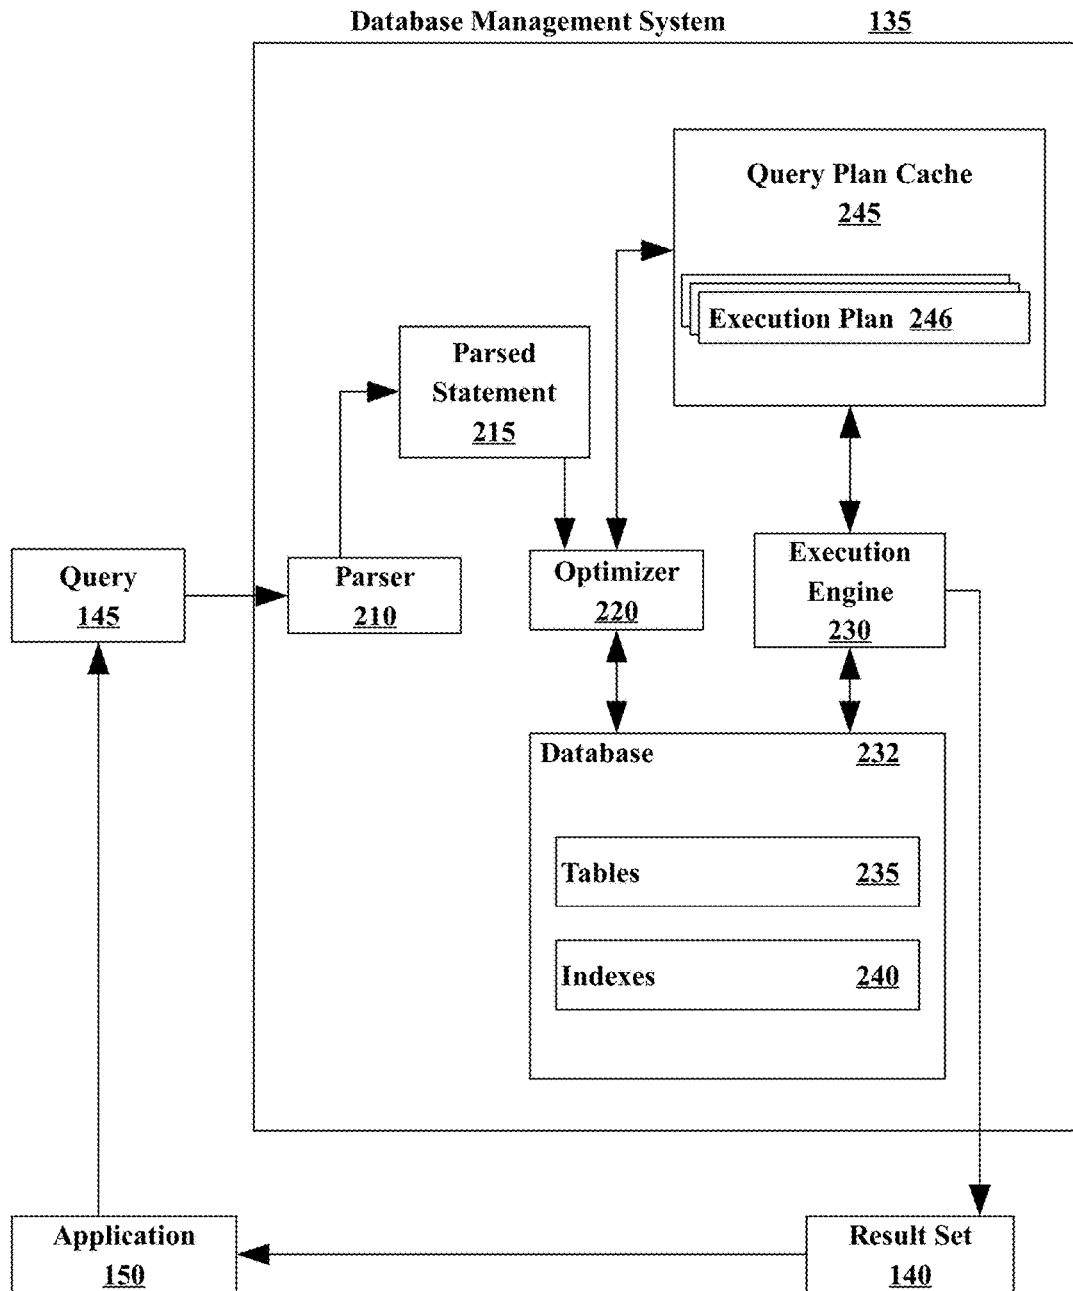 Database Management System 135
Query Plan Cache
245
Execution Plan 246
Parsed
Statement
215
Query
145
Parser
210
Optimizer
220
Execution
Engine
230
Database 232
Tables 235
Indexes 240
Application
150
Result Set
140